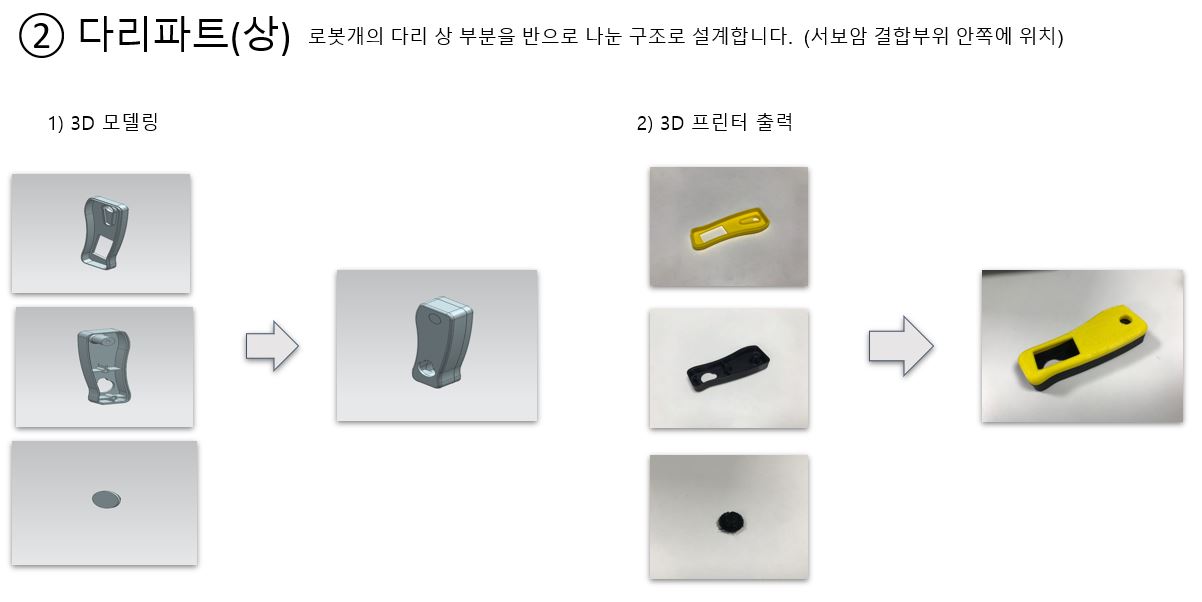 ② 다리파트(상) 로봇개의 다리 상 부분을 반으로 나눈 구조로 설계합니다. (서보암 결합부위 안쪽에 위치)
1) 3D 모델링
2) 3D 프린터 출력